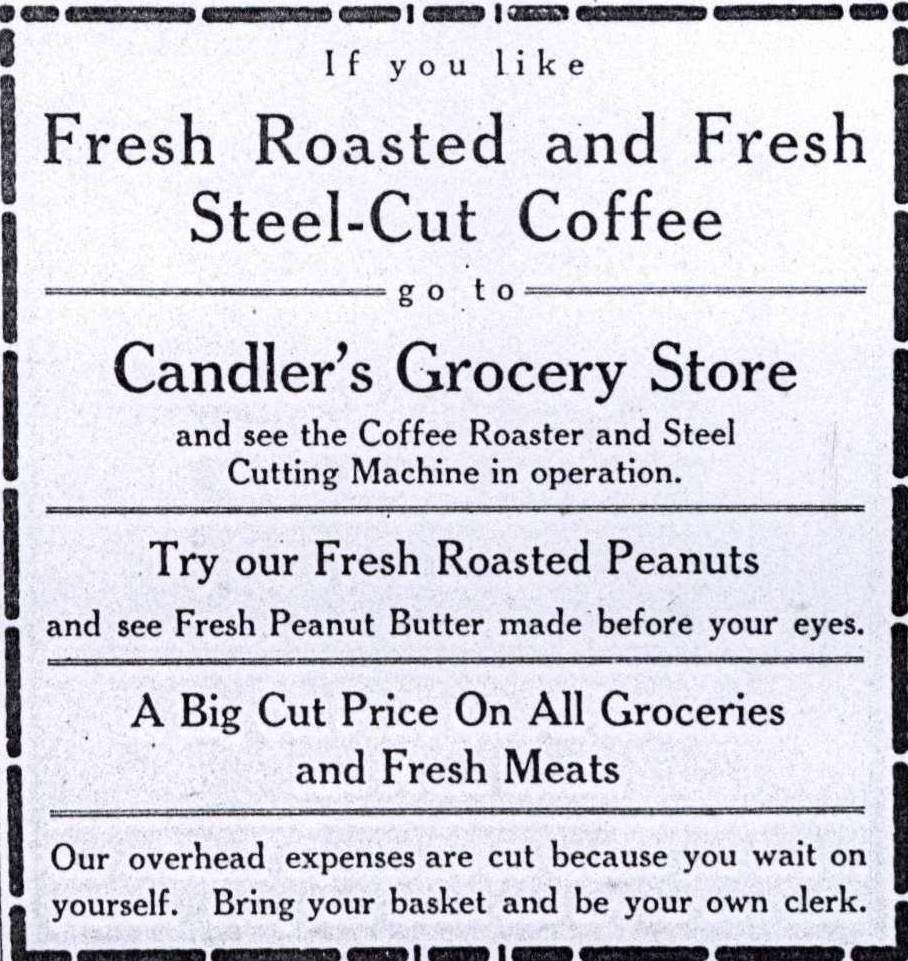 If you like
Fresh Roasted and Fresh
Steel-Cut Coffee
go to
Candler's Grocery Store
and see the Coffee Roaster and Steel
Cutting Machine in operation.
Try our Fresh Roasted Peanuts
and see Fresh Peanut Butter made before your eyes.
A Big Cut Price On All Groceries
and Fresh Meats
Our overhead expenses are cut because you wait on
yourself. Bring your basket and be your own clerk.